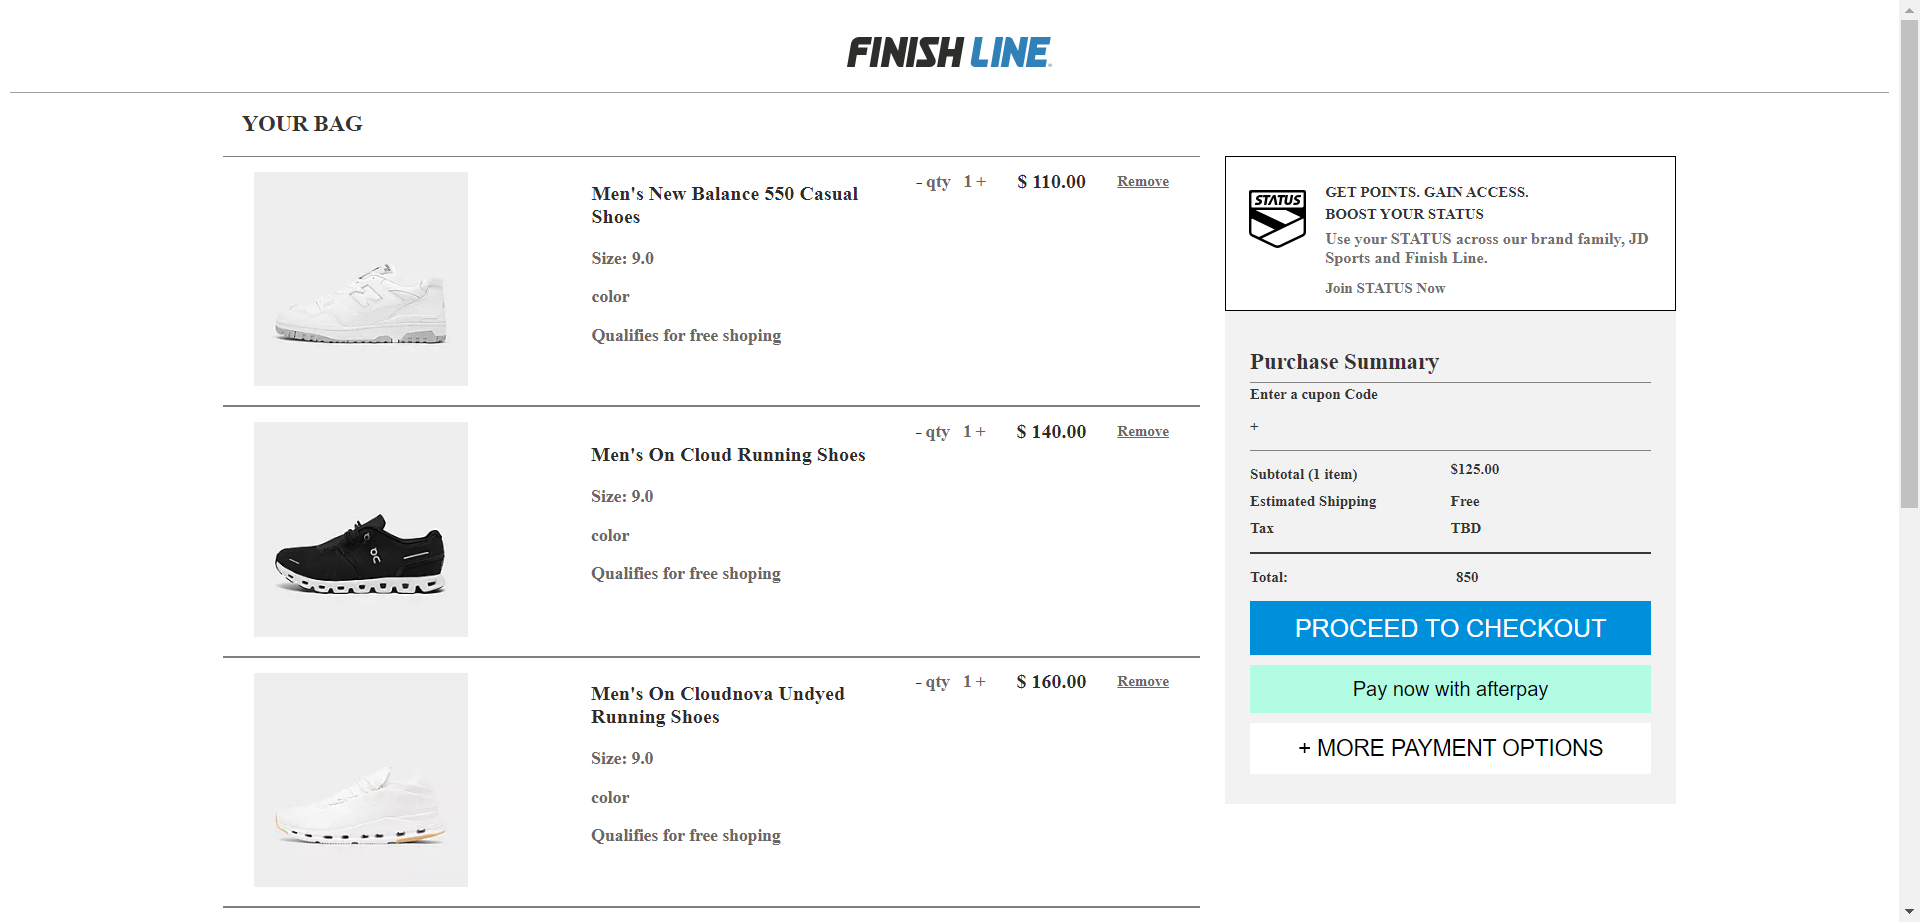 FINISH LINE
YOUR BAG
Men's New Balance 550 Casual
Shoes
Size: 9.0
color
Qualifies for free shoping
- qty 1 +
$ 110.00
Remove
Men's On Cloud Running Shoes
Size: 9.0
color
Qualifies for free shoping
- qty 1 +
$ 140.00
Remove
Men's On Cloudnova Undyed
Running Shoes
Size: 9.0
color
Qualifies for free shoping
- qty 1 +
$ 160.00
Remove
STATUS
GET POINTS. GAIN ACCESS.
BOOST YOUR STATUS
Use your STATUS across our brand family, JD
Sports and Finish Line.
Join STATUS Now
Purchase Summary
Enter a cupon Code
+
Subtotal (1 item) $125.00
Estimated Shipping Free
Tax TBD
Total: 850
PROCEED TO CHECKOUT
Pay now with afterpay
+ MORE PAYMENT OPTIONS